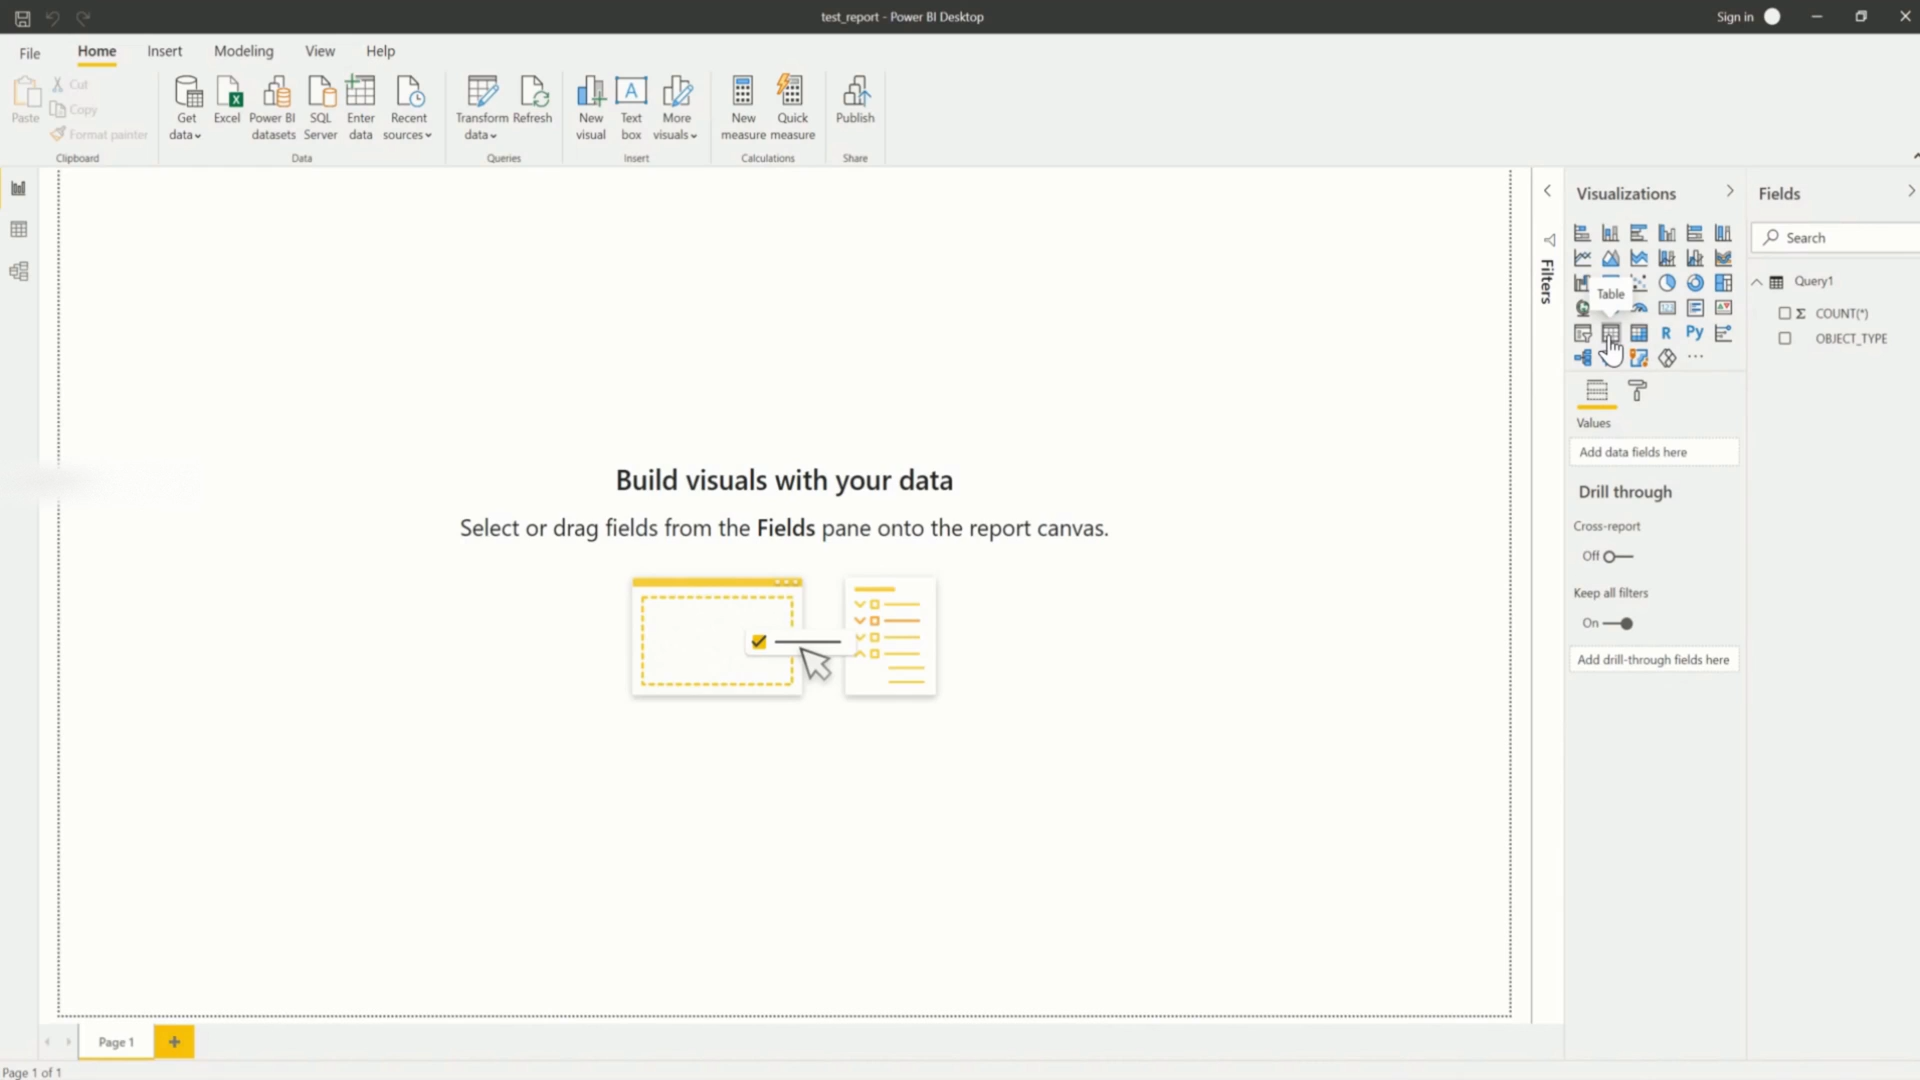 test_report - Power BI Desktop
Sign in
File
Home
Insert
Modeling
View
Help
Paste
Cut
Copy
Format painter
Clipboard
Get
data
Excel
Power BI
datasets
SQL
Server
Enter
data
Recent
sources
Data
Transform
data
Refresh
Queries
New
visual
Text
box
More
visuals
Insert
New
measure
Quick
measure
Calculations
Publish
Share
Filters
Visualizations
Table
R
Py
Values
Add data fields here
Drill through
Cross-report
Off
Keep all filters
On
Add drill-through fields here
Fields
Search
Query1
Σ COUNT(*)
OBJECT_TYPE
Build visuals with your data
Select or drag fields from the Fields pane onto the report canvas.
Page 1
Page 1 of 1